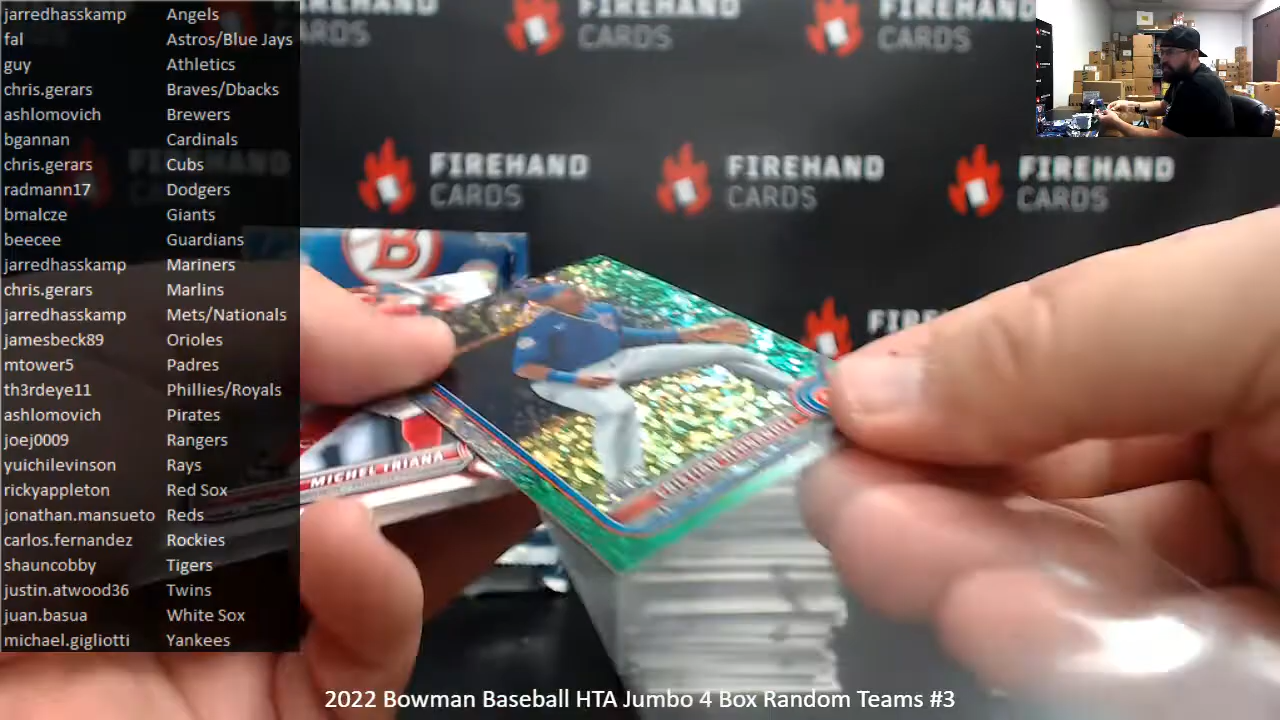 jarredhasskamp Angels
fal Astros/Blue Jays
guy Athletics
chris.gerars Braves/Dbacks
ashlomovich Brewers
bgannan Cardinals
chris.gerars Cubs
radmann17 Dodgers
bmalcze Giants
beecee Guardians
jarredhasskamp Mariners
chris.gerars Marlins
jarredhasskamp Mets/Nationals
jamesbeck89 Orioles
mtower5 Padres
th3rdeye11 Phillies/Royals
ashlomovich Pirates
joej0009 Rangers
yuichilevinson Rays
rickyappleton Red Sox
jonathan.mansueto Reds
carlos.fernandez Rockies
shauncobby Tigers
justin.atwood36 Twins
juan.basua White Sox
michael.gigliotti Yankees
FIREHAND
CARDS
FIREHAND
CARDS
FIREHAND
CARDS
FIREHAND
CARDS
FIREHAND
CARDS
B
MICHEL TRIANA
2022 Bowman Baseball HTA Jumbo 4 Box Random Teams #3